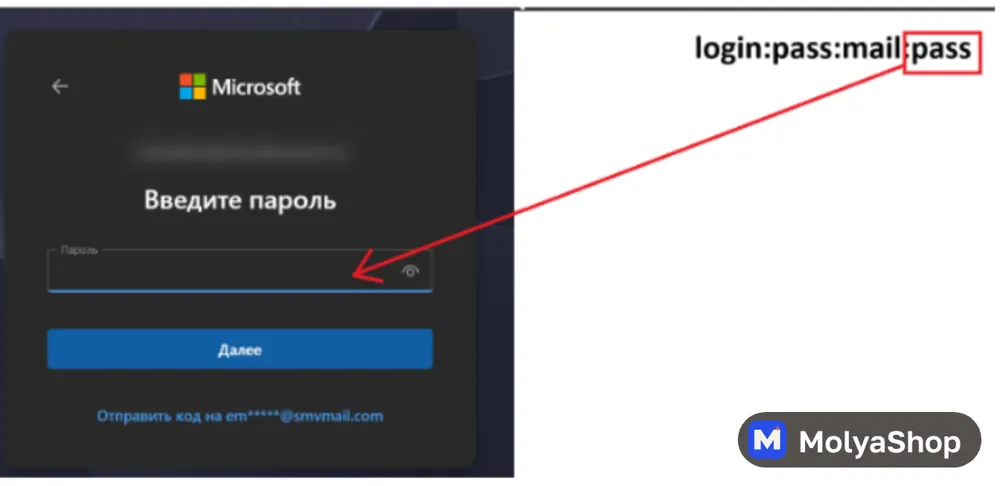 login:pass:mail:pass
Microsoft
Введите пароль
Пароль
Далее
Отправить код на em*****@smvmail.com
M MolyaShop